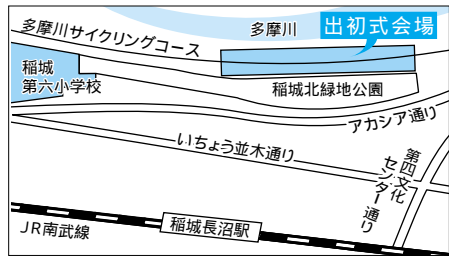 多摩川
出初式会場
多摩川サイクリングコース
稲城
第六小学校
稲城北緑地公園
アカシア通り
いちょう並木通り
第四文化
センター通り
稲城長沼駅
JR南武線